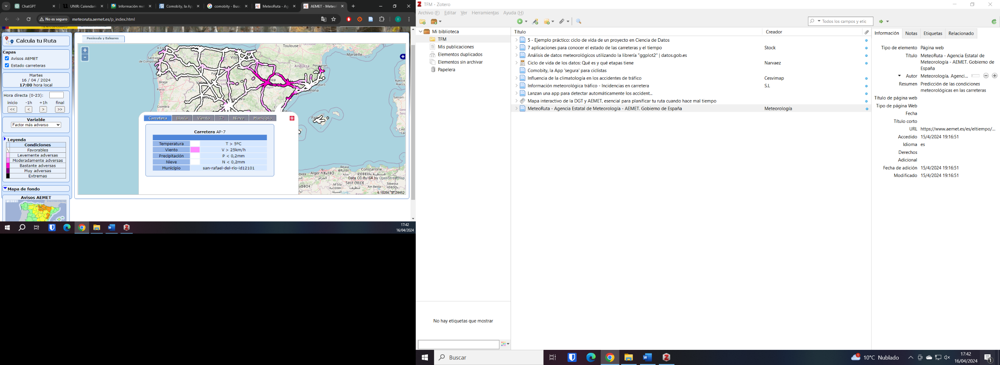 ChatGPT
UNIR: Calendari
Información me
Comobity, la Ap
comobity - Busc
MeteoRuta - Ag
AEMET - Meteo
No es seguro
meteoruta.aemet.es/p_index.html
Calcula tu Ruta
Capas
Avisos AEMET
Estado carreteras
Martes
16 / 04 / 2024
17:00 hora local
Hora directa (0-23):
inicio -1h +1h final
<< < > >>
Variable
Factor más adverso
Leyenda
Condiciones
Favorables
Levemente adversas
Moderadamente adversas
Bastante adversas
Muy adversas
Extremas
Mapa de fondo
Avisos AEMET
Península y Baleares
+
-
Toulouse
Marseille
Andorra
Perpignan
Ajaccio
Sassari
Braga
Porto
Coimbra
Constantine
Data CC-By-SA by OpenStreetMap
Béjaïa
Alger
Sétif
M'Sila
Aïn Beida
Tébessa
6.18286, 37.26452
Carretera Lluvia Viento Tª Nieve Municipio
Carretera AP-7
Temperatura T > 5ºC
Viento V > 25km/h
Precipitación P < 0,2mm
Nieve N < 0,2mm
Municipio san-rafael-del-rio-id12101
17:42
16/04/2024
TFM - Zotero
Archivo (F) Editar Ver Herramientas Ayuda (H)
Todos los campos y etic
Mi biblioteca
TFM
Mis publicaciones
Elementos duplicados
Elementos sin archivar
Papelera
No hay etiquetas que mostrar
Título Creador
5 - Ejemplo práctico: ciclo de vida de un proyecto en Ciencia de Datos
7 aplicaciones para conocer el estado de las carreteras y el tiempo Stock
Análisis de datos meteorológicos utilizando la librería "ggplot2" | datos.gob.es
Ciclo de vida de los datos: Qué es y qué etapas tiene Narvaez
Comobity, la App 'segura' para ciclistas
Influencia de la climatología en los accidentes de tráfico Cesvimap
Información meteorológica tráfico - Incidencias en carretera S.L
Lanzan una app para detectar automáticamente los accident...
Mapa interactivo de la DGT y AEMET, esencial para planificar tu ruta cuando hace mal tiempo
MeteoRuta - Agencia Estatal de Meteorología - AEMET. Gobierno de España Meteorología
Información Notas Etiquetas Relacionado
Tipo de elemento Página web
Título MeteoRuta - Agencia Estatal de
Meteorología - AEMET. Gobierno de
España
Autor Meteorología, Agenci...
Resumen Predicción de las condiciones
meteorológicas en las carreteras
Título de página web
Tipo de página Web
Fecha
Título corto
URL https://www.aemet.es/es/eltiempo/...
Accedido 15/4/2024 19:16:51
Idioma es
Derechos
Adicional
Fecha de adición 15/4/2024 19:16:51
Modificado 15/4/2024 19:16:51
Buscar
10°C Nublado
17:42
16/04/2024